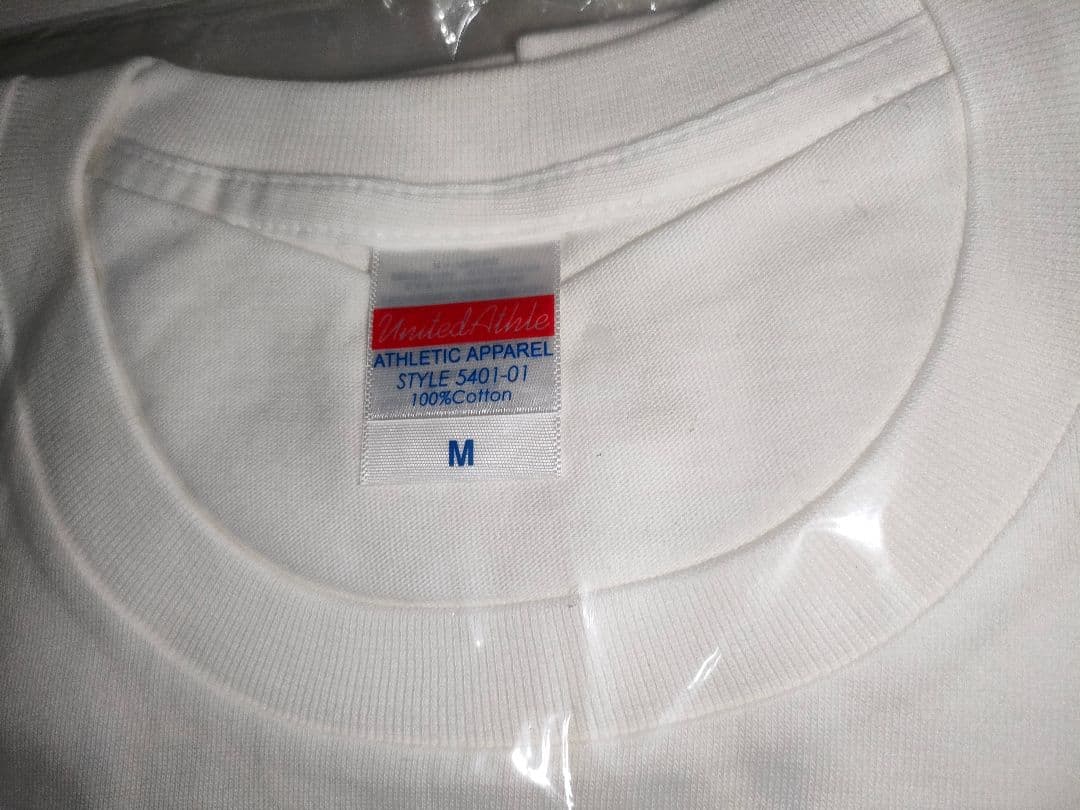 UnitedAthle
ATHLETIC APPAREL
STYLE 5401-01
100%Cotton
M